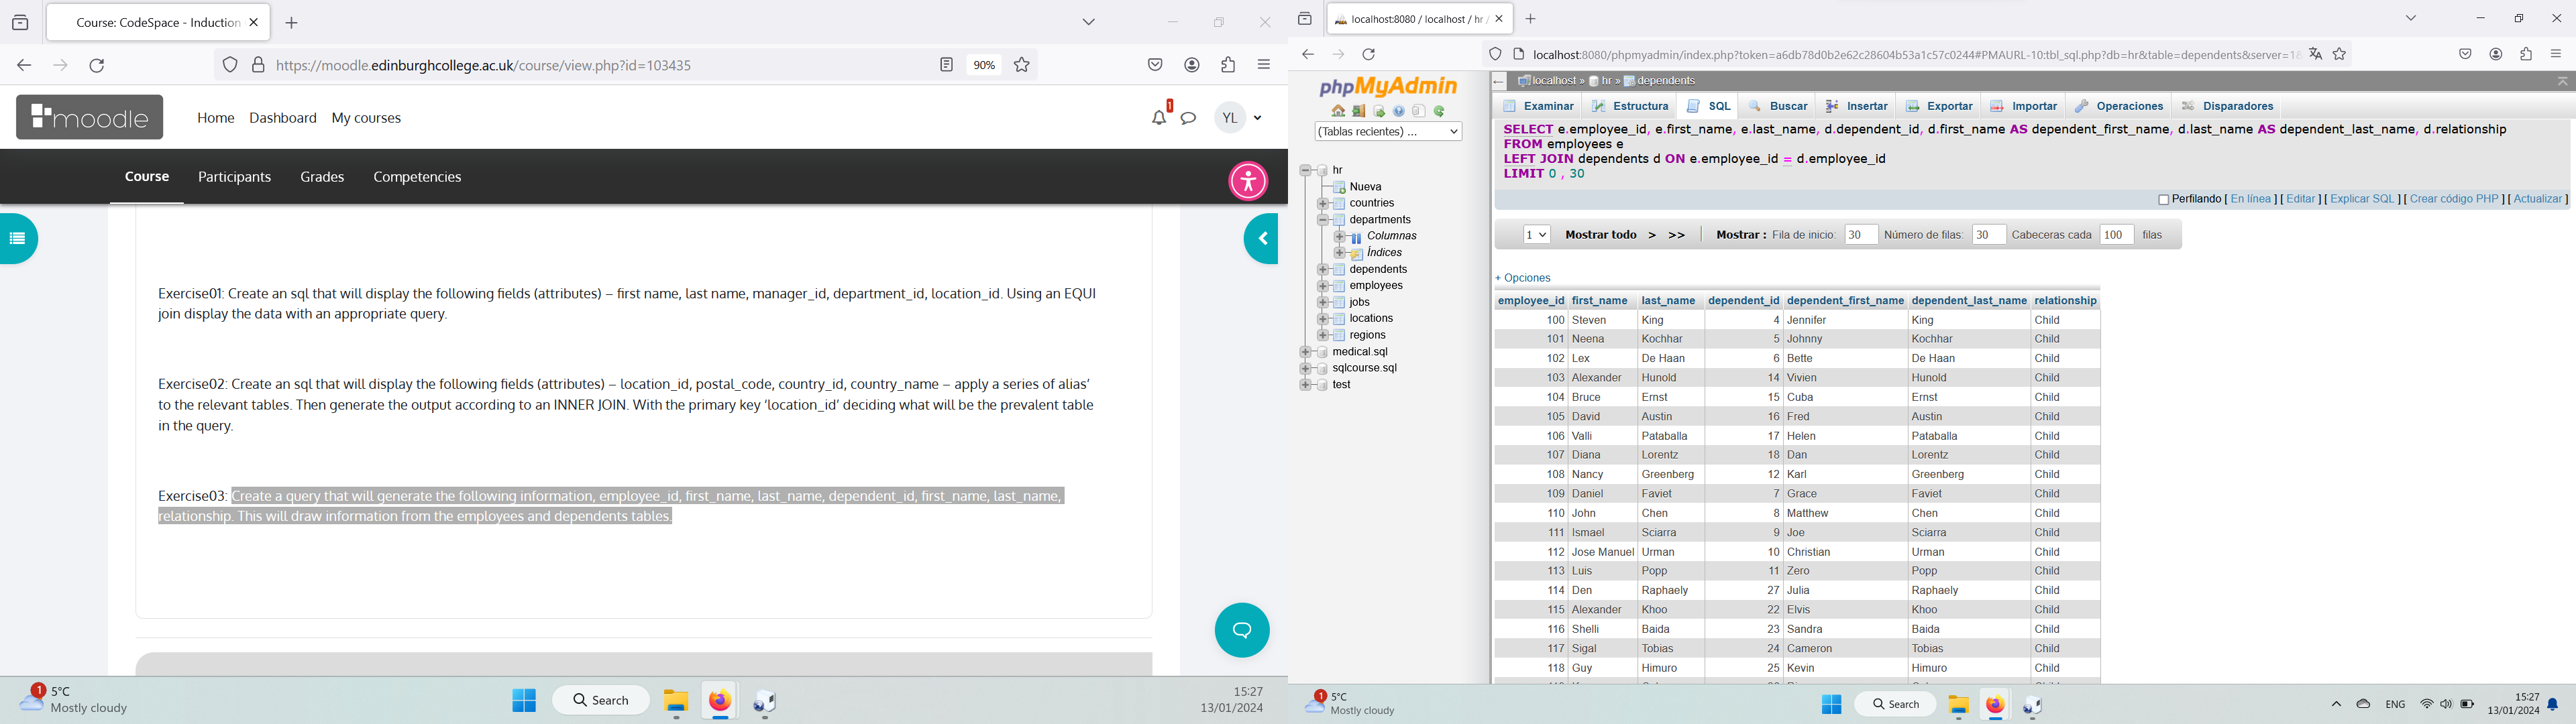 Course: CodeSpace - Induction
https://moodle.edinburghcollege.ac.uk/course/view.php?id=103435
90%
moodle
Home Dashboard My courses
1
YL
Course Participants Grades Competencies
Exercise01: Create an sql that will display the following fields (attributes) – first name, last name, manager_id, department_id, location_id. Using an EQUI
join display the data with an appropriate query.
Exercise02: Create an sql that will display the following fields (attributes) – location_id, postal_code, country_id, country_name – apply a series of alias’
to the relevant tables. Then generate the output according to an INNER JOIN. With the primary key ‘location_id’ deciding what will be the prevalent table
in the query.
Exercise03: Create a query that will generate the following information, employee_id, first_name, last_name, dependent_id, first_name, last_name,
relationship. This will draw information from the employees and dependents tables.
1
5°C
Mostly cloudy
Search
15:27
13/01/2024
localhost:8080 / localhost / hr /
localhost:8080/phpmyadmin/index.php?token=a6db78d0b2e62c28604b53a1c57c0244#PMAURL-10:tbl_sql.php?db=hr&table=dependents&server=1
phpMyAdmin
(Tablas recientes) ...
hr
Nueva
countries
departments
Columnas
Índices
dependents
employees
jobs
locations
regions
medical.sql
sqlcourse.sql
test
localhost » hr » dependents
Examinar Estructura SQL Buscar Insertar Exportar Importar Operaciones Disparadores
SELECT e.employee_id, e.first_name, e.last_name, d.dependent_id, d.first_name AS dependent_first_name, d.last_name AS dependent_last_name, d.relationship
FROM employees e
LEFT JOIN dependents d ON e.employee_id = d.employee_id
LIMIT 0 , 30
Perfilando [ En línea ] [ Editar ] [ Explicar SQL ] [ Crear código PHP ] [ Actualizar ]
1 Mostrar todo > >> Mostrar : Fila de inicio: 30 Número de filas: 30 Cabeceras cada 100 filas
+ Opciones
employee_id first_name last_name dependent_id dependent_first_name dependent_last_name relationship
100 Steven King 4 Jennifer King Child
101 Neena Kochhar 5 Johnny Kochhar Child
102 Lex De Haan 6 Bette De Haan Child
103 Alexander Hunold 14 Vivien Hunold Child
104 Bruce Ernst 15 Cuba Ernst Child
105 David Austin 16 Fred Austin Child
106 Valli Pataballa 17 Helen Pataballa Child
107 Diana Lorentz 18 Dan Lorentz Child
108 Nancy Greenberg 12 Karl Greenberg Child
109 Daniel Faviet 7 Grace Faviet Child
110 John Chen 8 Matthew Chen Child
111 Ismael Sciarra 9 Joe Sciarra Child
112 Jose Manuel Urman 10 Christian Urman Child
113 Luis Popp 11 Zero Popp Child
114 Den Raphaely 27 Julia Raphaely Child
115 Alexander Khoo 22 Elvis Khoo Child
116 Shelli Baida 23 Sandra Baida Child
117 Sigal Tobias 24 Cameron Tobias Child
118 Guy Himuro 25 Kevin Himuro Child
1
5°C
Mostly cloudy
Search
ENG
15:27
13/01/2024